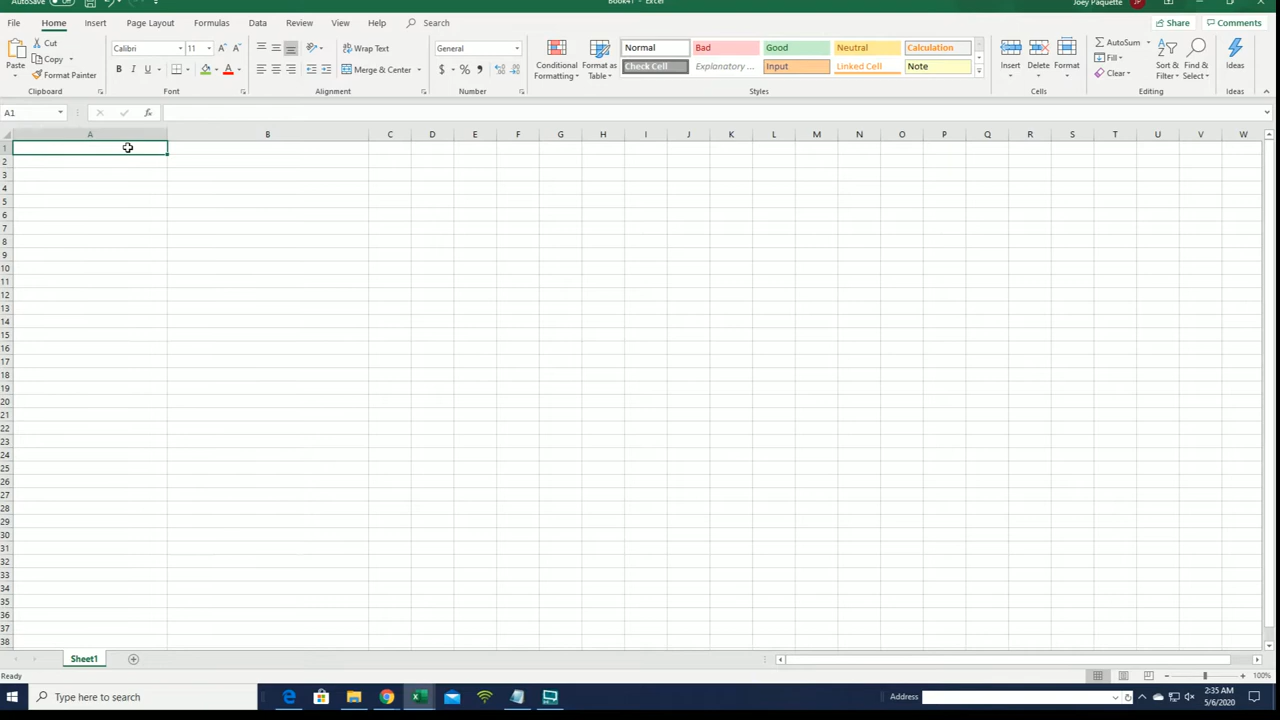 AutoSave
Book41 - Excel
Joey Paquette
JP
File Home Insert Page Layout Formulas Data Review View Help Search
Share Comments
Paste
Cut
Copy
Format Painter
Clipboard
Calibri 11
B I U
Font
Wrap Text
Merge & Center
Alignment
General
$ % ,
Number
Conditional
Formatting
Format as
Table
Normal Bad Good Neutral Calculation
Check Cell Explanatory ... Input Linked Cell Note
Styles
Insert Delete Format
Cells
AutoSum
Fill
Clear
Sort &
Filter
Find &
Select
Editing
Ideas
Ideas
A1 fx
A B C D E F G H I J K L M N O P Q R S T U V W
1
2
3
4
5
6
7
8
9
10
11
12
13
14
15
16
17
18
19
20
21
22
23
24
25
26
27
28
29
30
31
32
33
34
35
36
37
38
Sheet1
Ready
100%
Type here to search
Address
2:35 AM
5/6/2020